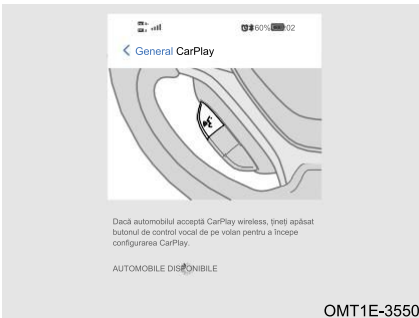 60% :02
General CarPlay
Dacă automobilul acceptă CarPlay wireless, țineți apăsat
butonul de control vocal de pe volan pentru a începe
configurarea CarPlay.
AUTOMOBILE DISPONIBILE
OMT1E-3550